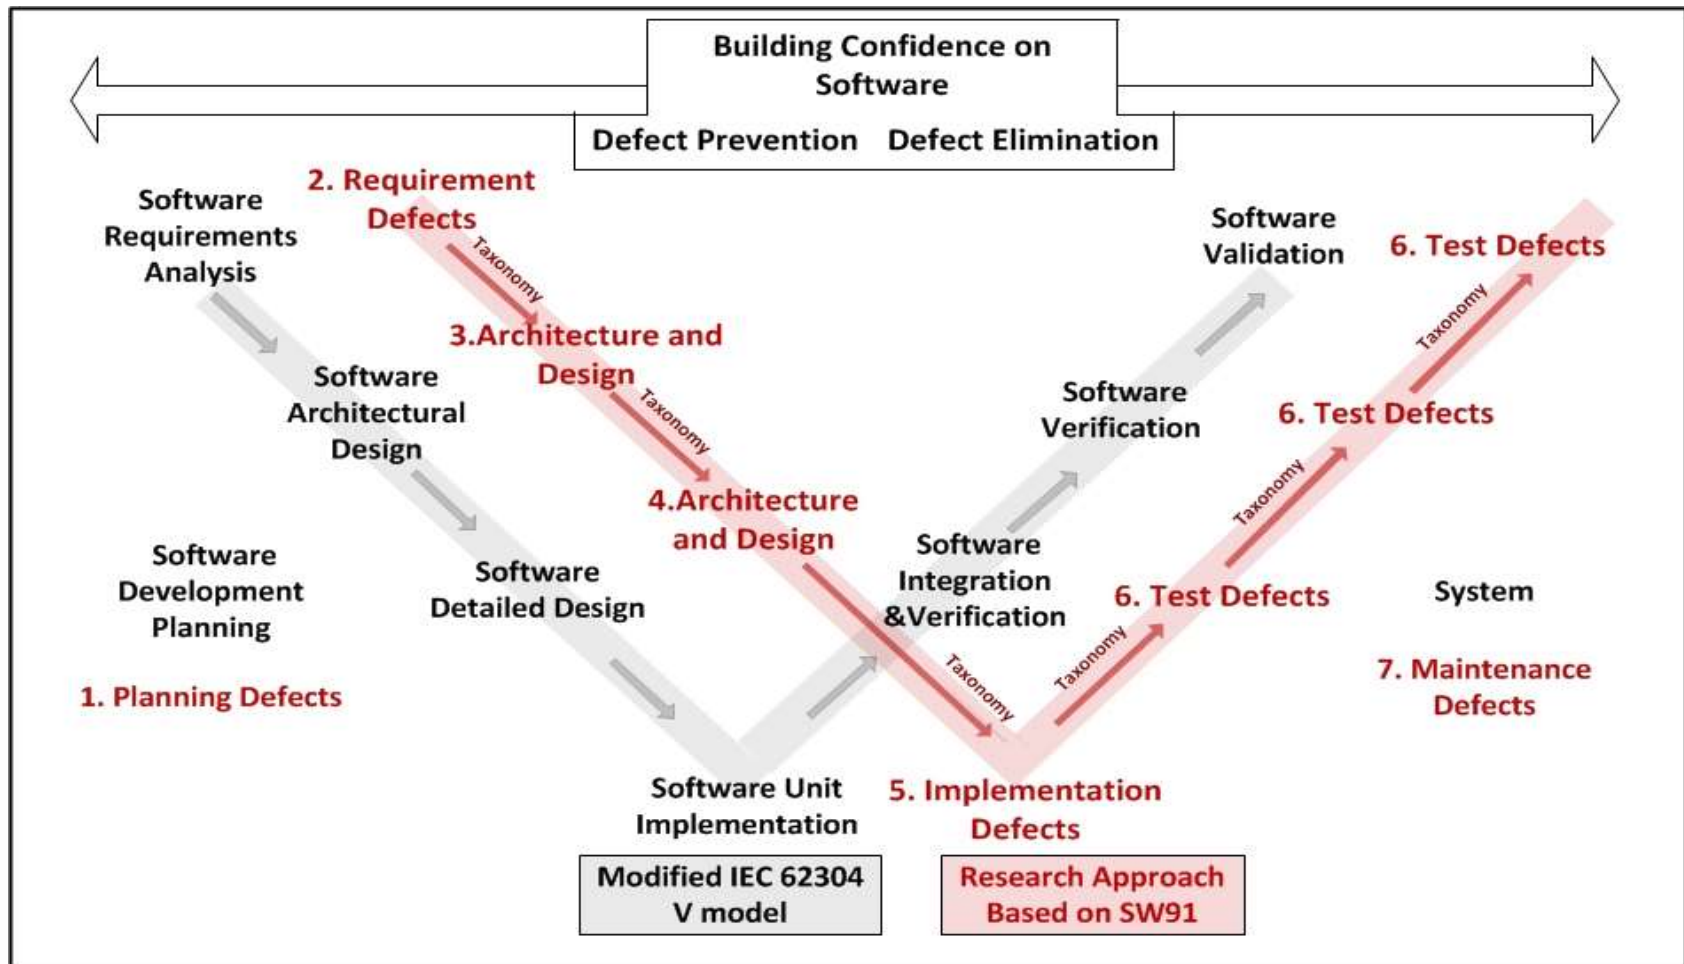 Building Confidence on
Software
Defect Prevention Defect Elimination
Software
Requirements
Analysis
2. Requirement
Defects
Taxonomy
3.Architecture and
Design
Taxonomy
Software
Architectural
Design
4.Architecture
and Design
Taxonomy
Software
Detailed Design
Software
Development
Planning
1. Planning Defects
Software Unit
Implementation
5. Implementation
Defects
Software
Integration
&Verification
Software
Verification
Software
Validation
Taxonomy
6. Test Defects
Taxonomy
6. Test Defects
Taxonomy
6. Test Defects
System
7. Maintenance
Defects
Modified IEC 62304
V model
Research Approach
Based on SW91